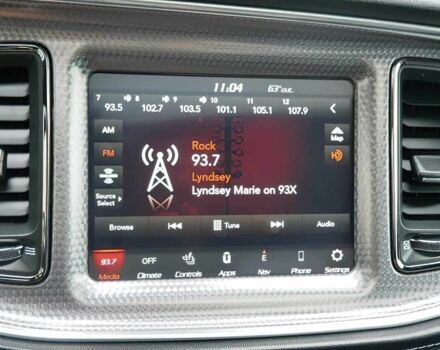 11:04 63°out.
7 8 9 10 11 12
93.5 102.7 103.5 101.1 105.1 107.9
AM
Map
Rock
FM
93.7
Lyndsey
Lyndsey Marie on 93X
Source
Select
Browse Tune Audio
93.7 OFF E
Media Climate Controls Apps Nav Phone Settings